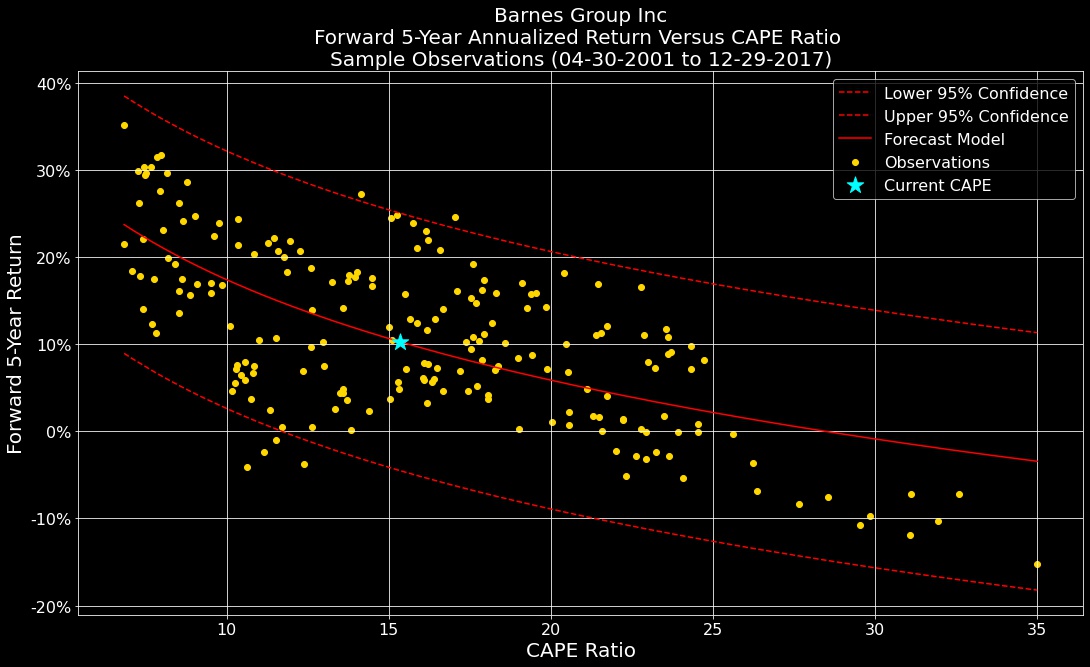 Barnes Group Inc
Forward 5-Year Annualized Return Versus CAPE Ratio
Sample Observations (04-30-2001 to 12-29-2017)
Lower 95% Confidence
Upper 95% Confidence
Forecast Model
Observations
Current CAPE
Forward 5-Year Return
40%
30%
20%
10%
0%
-10%
-20%
10 15 20 25 30 35
CAPE Ratio